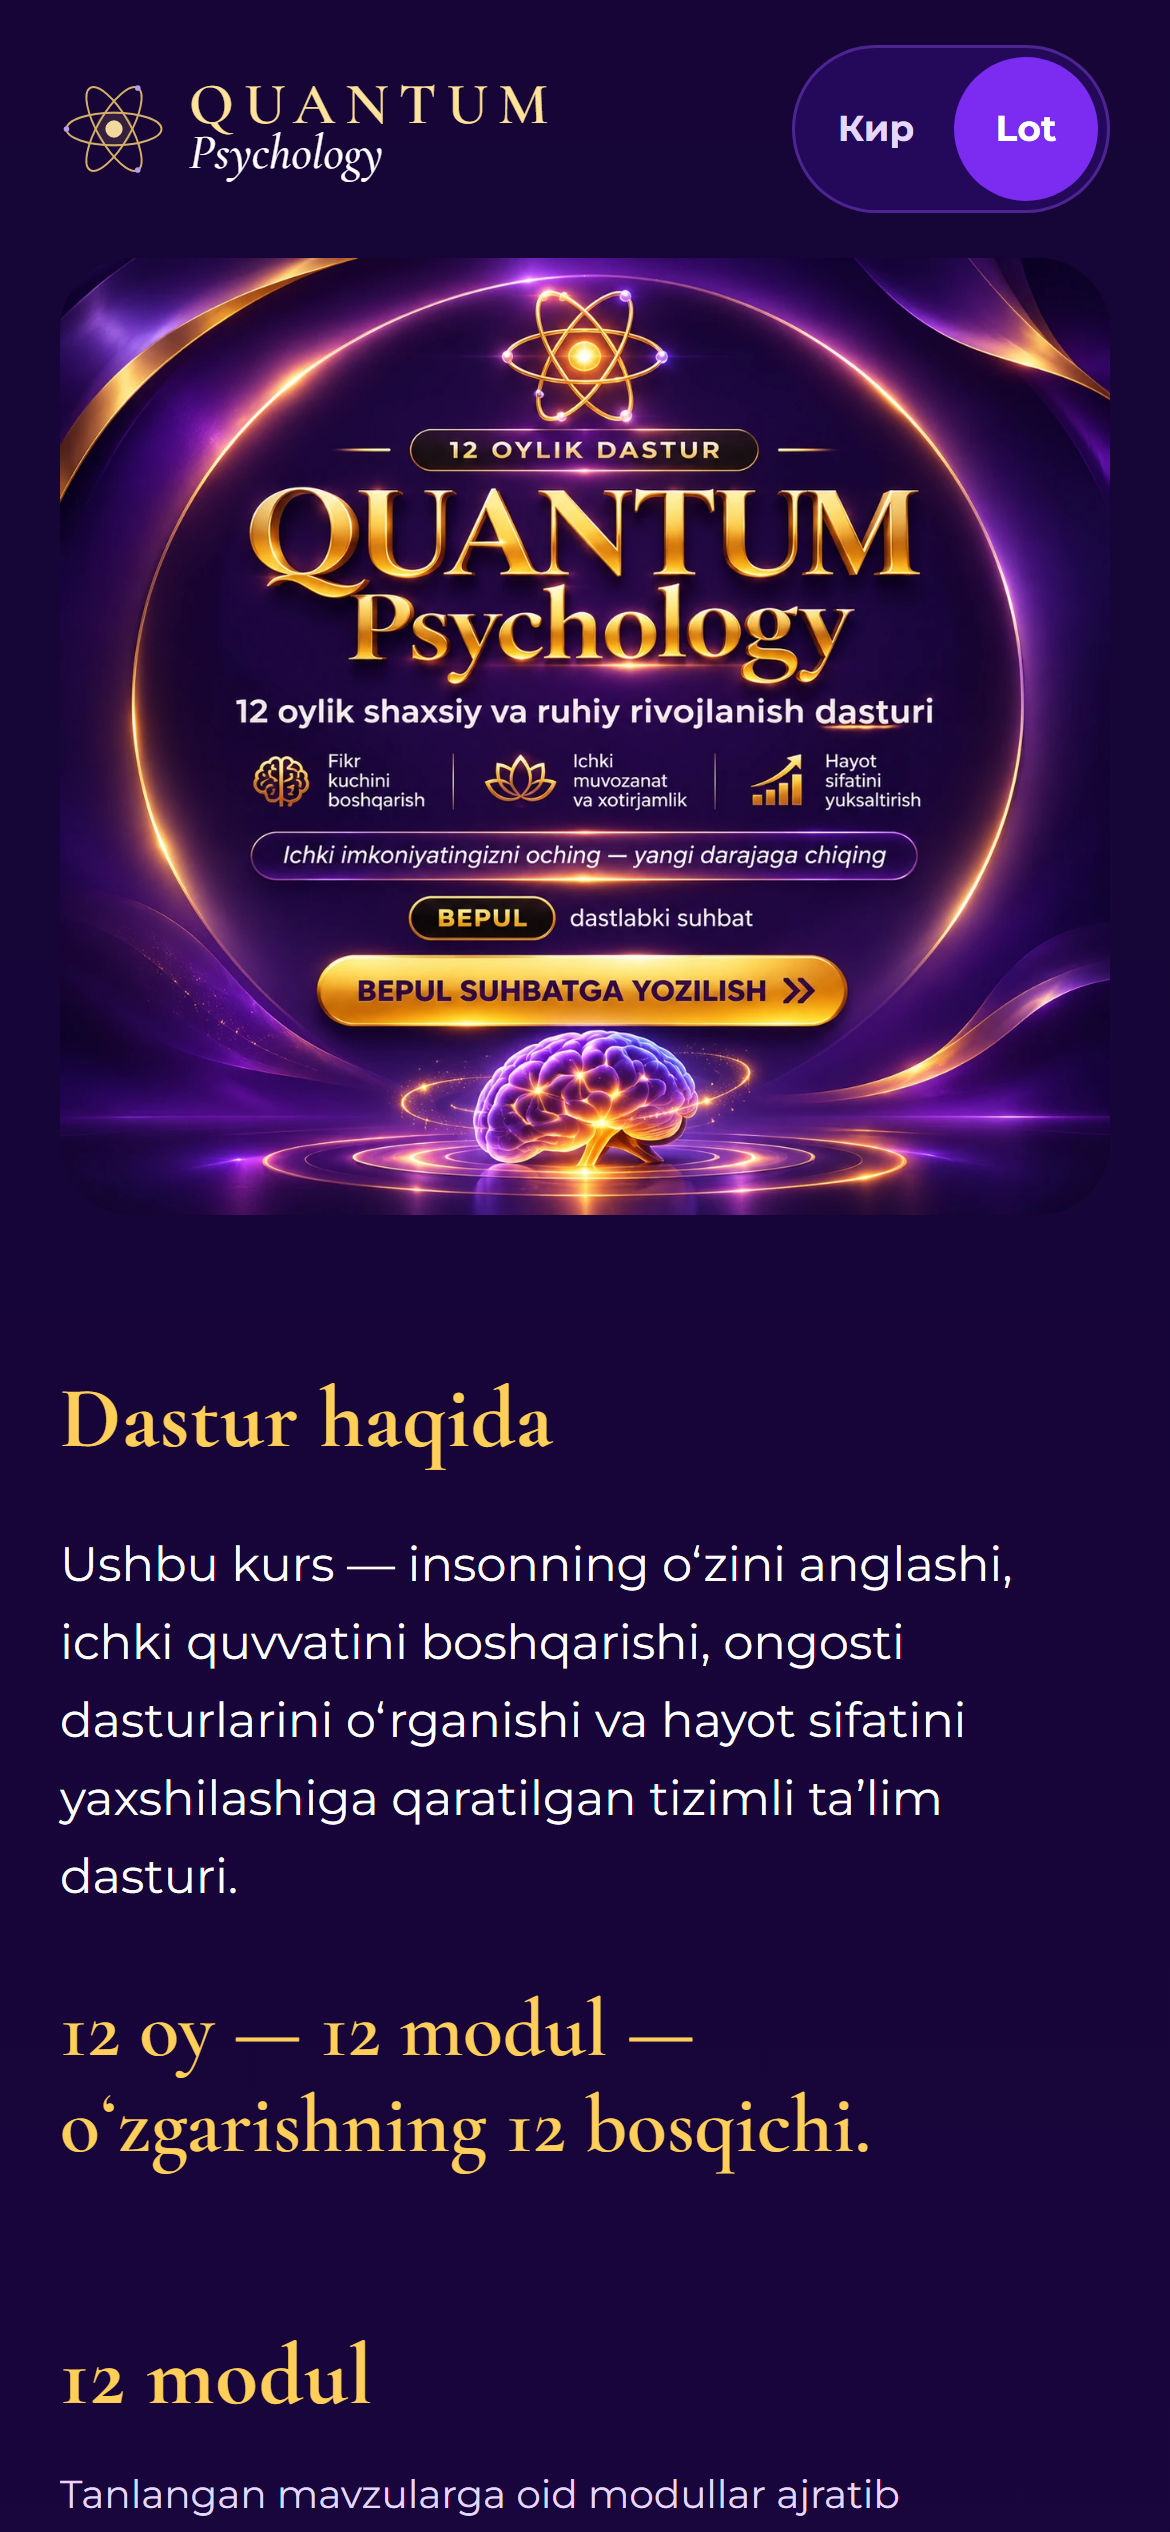 QUANTUM
Psychology
Кир Lot
12 OYLIK DASTUR
QUANTUM
Psychology
12 oylik shaxsiy va ruhiy rivojlanish dasturi
Fikr
kuchini
boshqarish
Ichki
muvozanat
va xotirjamlik
Hayot
sifatini
yuksaltirish
Ichki imkoniyatingizni oching — yangi darajaga chiqing
BEPUL dastlabki suhbat
BEPUL SUHBATGA YOZILISH »
Dastur haqida
Ushbu kurs — insonning o‘zini anglashi,
ichki quvvatini boshqarishi, ongosti
dasturlarini o‘rganishi va hayot sifatini
yaxshilashiga qaratilgan tizimli ta’lim
dasturi.
12 oy — 12 modul —
o‘zgarishning 12 bosqichi.
12 modul
Tanlangan mavzularga oid modullar ajratib